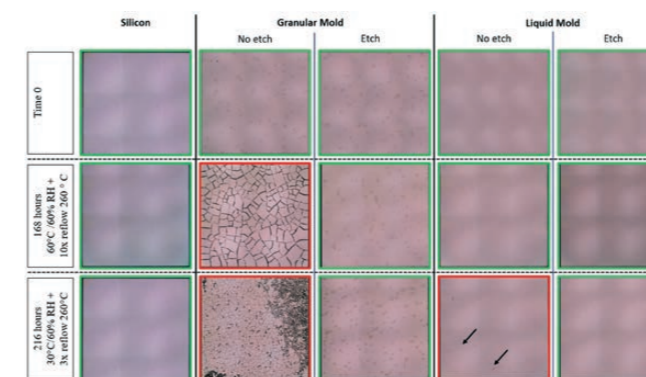 Silicon
Granular Mold
Liquid Mold
No etch
Etch
No etch
Etch
Time 0
168 hours
60°C /60% RH +
10x reflow 260 ° C
216 hours
30°C/60% RH +
3x reflow 260°C